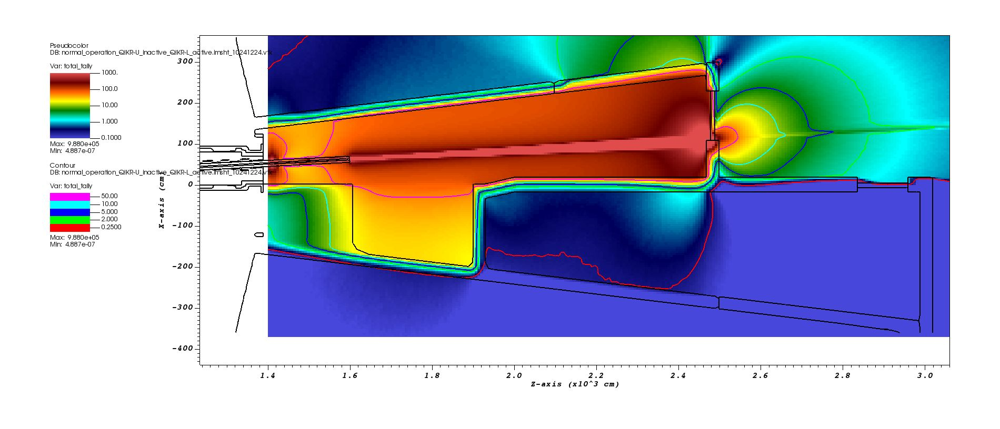 Pseudocolor
DB: normal_operation_QIKR-U_inactive_QIKR-L_active.imsht_10241224.vtk
Var: total_tally
1000.
100.0
10.00
1.000
0.1000
Max: 9.880e+05
Min: 4.887e-07
Contour
DB: normal_operation_QIKR-U_inactive_QIKR-L_active.imsht_10241224.vtk
Var: total_tally
50.00
10.00
5.000
2.000
0.2500
Max: 9.880e+05
Min: 4.887e-07
300
200
100
0
-100
-200
-300
-400
X-axis (cm)
1.4 1.6 1.8 2.0 2.2 2.4 2.6 2.8 3.0
Z-axis (x10^3 cm)